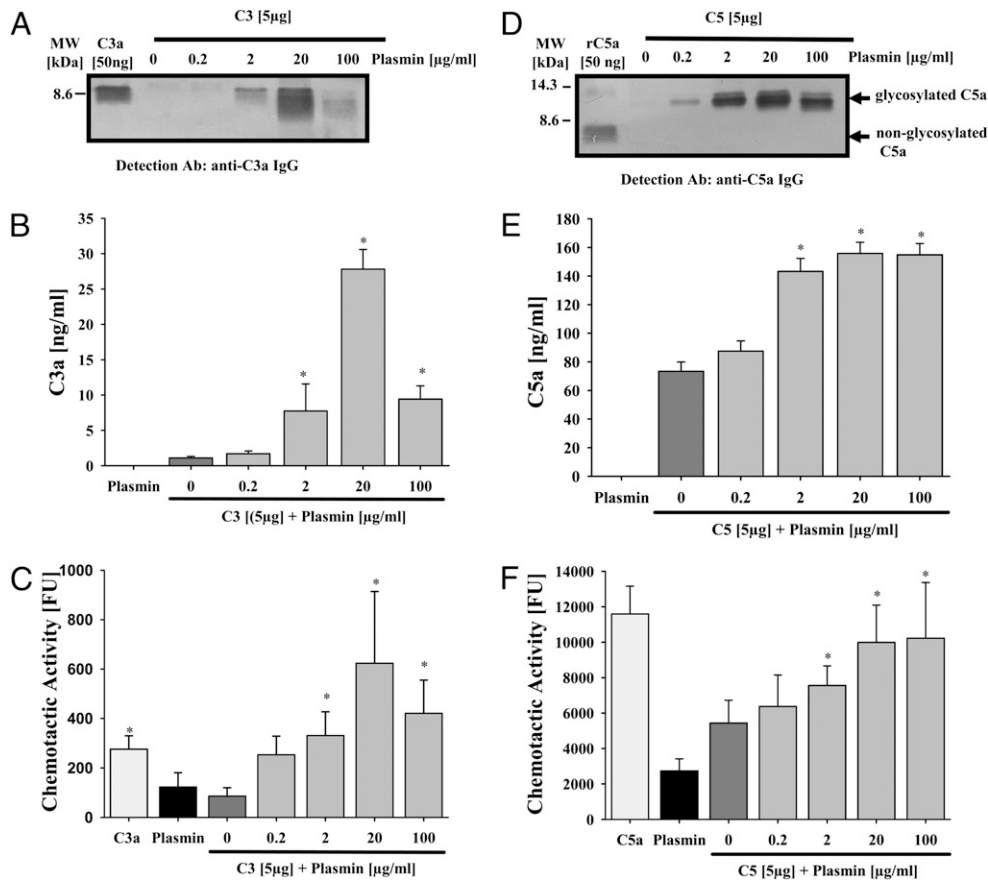 A
C3 [5µg]
MW [kDa]
C3a [50ng]
0 0.2 2 20 100 Plasmin [µg/ml]
8.6
Detection Ab: anti-C3a IgG
D
C5 [5µg]
MW [kDa]
rC5a [50 ng]
0 0.2 2 20 100 Plasmin [µg/ml]
14.3
8.6
glycosylated C5a
non-glycosylated
C5a
Detection Ab: anti-C5a IgG
B
C3a [ng/ml]
35
30
25
20
15
10
5
0
* * *
Plasmin 0 0.2 2 20 100
C3 [(5µg] + Plasmin [µg/ml]
E
C5a [ng/ml]
180
160
140
120
100
80
60
40
20
0
* * *
Plasmin 0 0.2 2 20 100
C5 [5µg] + Plasmin [µg/ml]
C
Chemotactic Activity [FU]
1000
800
600
400
200
0
* * * *
C3a Plasmin 0 0.2 2 20 100
C3 [5µg] + Plasmin [µg/ml]
F
Chemotactic Activity [FU]
14000
12000
10000
8000
6000
4000
2000
0
* * *
C5a Plasmin 0 0.2 2 20 100
C5 [5µg] + Plasmin [µg/ml]